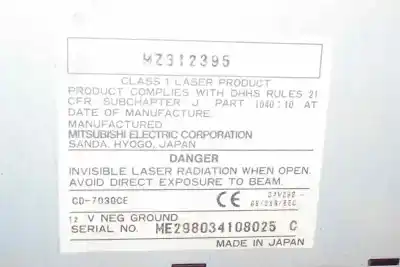 MZ312395
CLASS 1 LASER PRODUCT
PRODUCT COMPLIES WITH DHHS RULES 21
CFR SUBCHAPTER J, PART 1040:10 AT
DATE OF MANUFACTURE.
MANUFACTURED
MITSUBISHI ELECTRIC CORPORATION
SANDA, HYOGO, JAPAN
DANGER
INVISIBLE LASER RADIATION WHEN OPEN.
AVOID DIRECT EXPOSURE TO BEAM.
CD-7030CE CE
12 V NEG GROUND
SERIAL NO. ME298034108025 C
MADE IN JAPAN